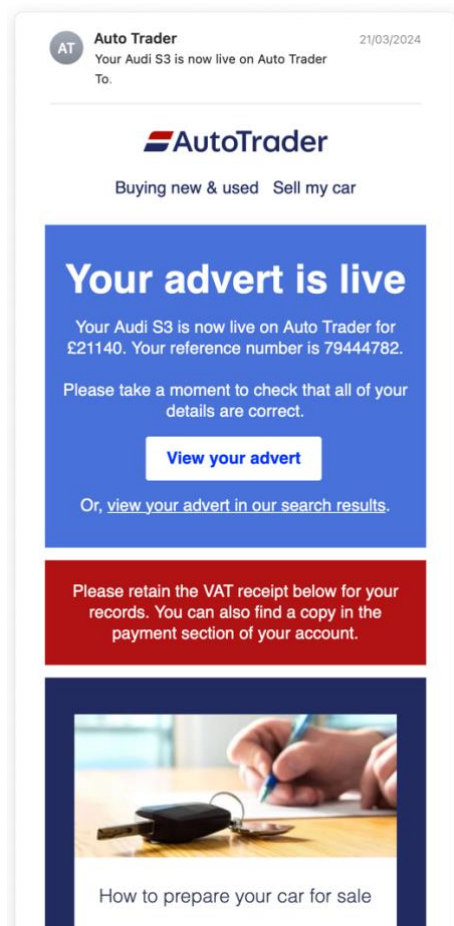 AT
Auto Trader
21/03/2024
Your Audi S3 is now live on Auto Trader
To.
AutoTrader
Buying new & used Sell my car
Your advert is live
Your Audi S3 is now live on Auto Trader for
£21140. Your reference number is 79444782.
Please take a moment to check that all of your
details are correct.
View your advert
Or, view your advert in our search results.
Please retain the VAT receipt below for your
records. You can also find a copy in the
payment section of your account.
How to prepare your car for sale